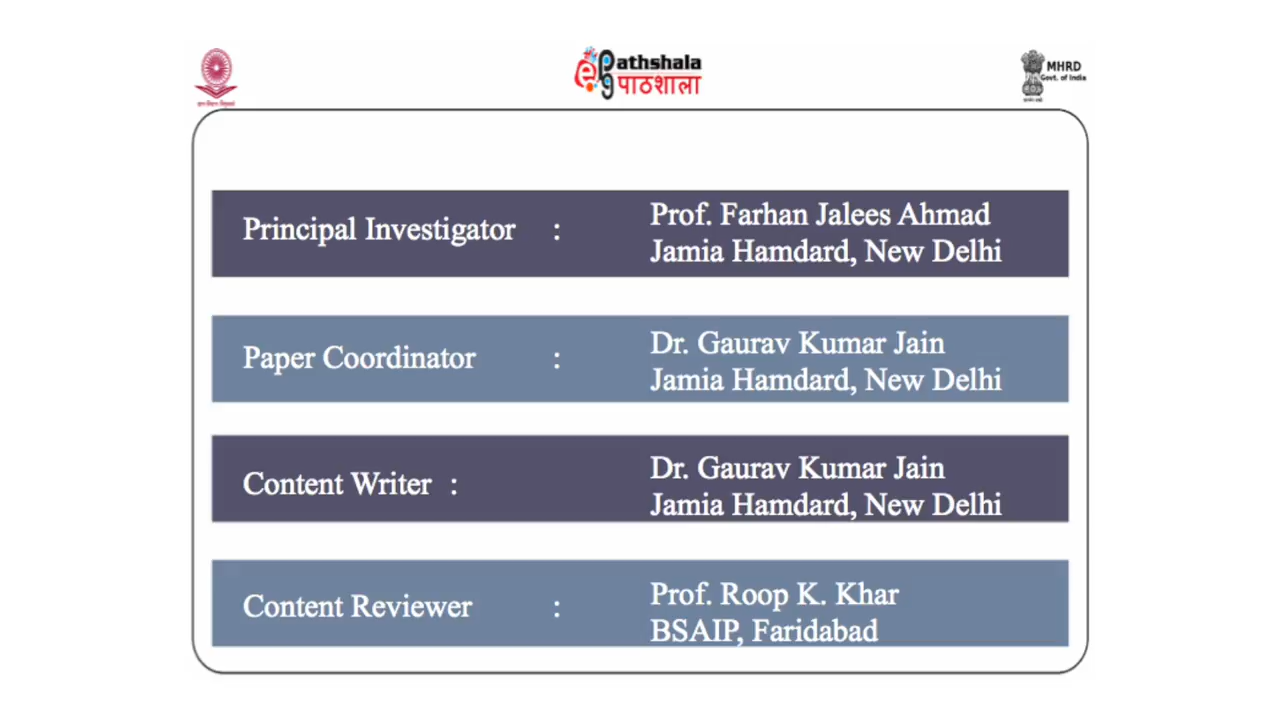 ePG Pathshala
पाठशाला
MHRD
Govt. of India
Principal Investigator :
Prof. Farhan Jalees Ahmad
Jamia Hamdard, New Delhi
Paper Coordinator :
Dr. Gaurav Kumar Jain
Jamia Hamdard, New Delhi
Content Writer :
Dr. Gaurav Kumar Jain
Jamia Hamdard, New Delhi
Content Reviewer :
Prof. Roop K. Khar
BSAIP, Faridabad